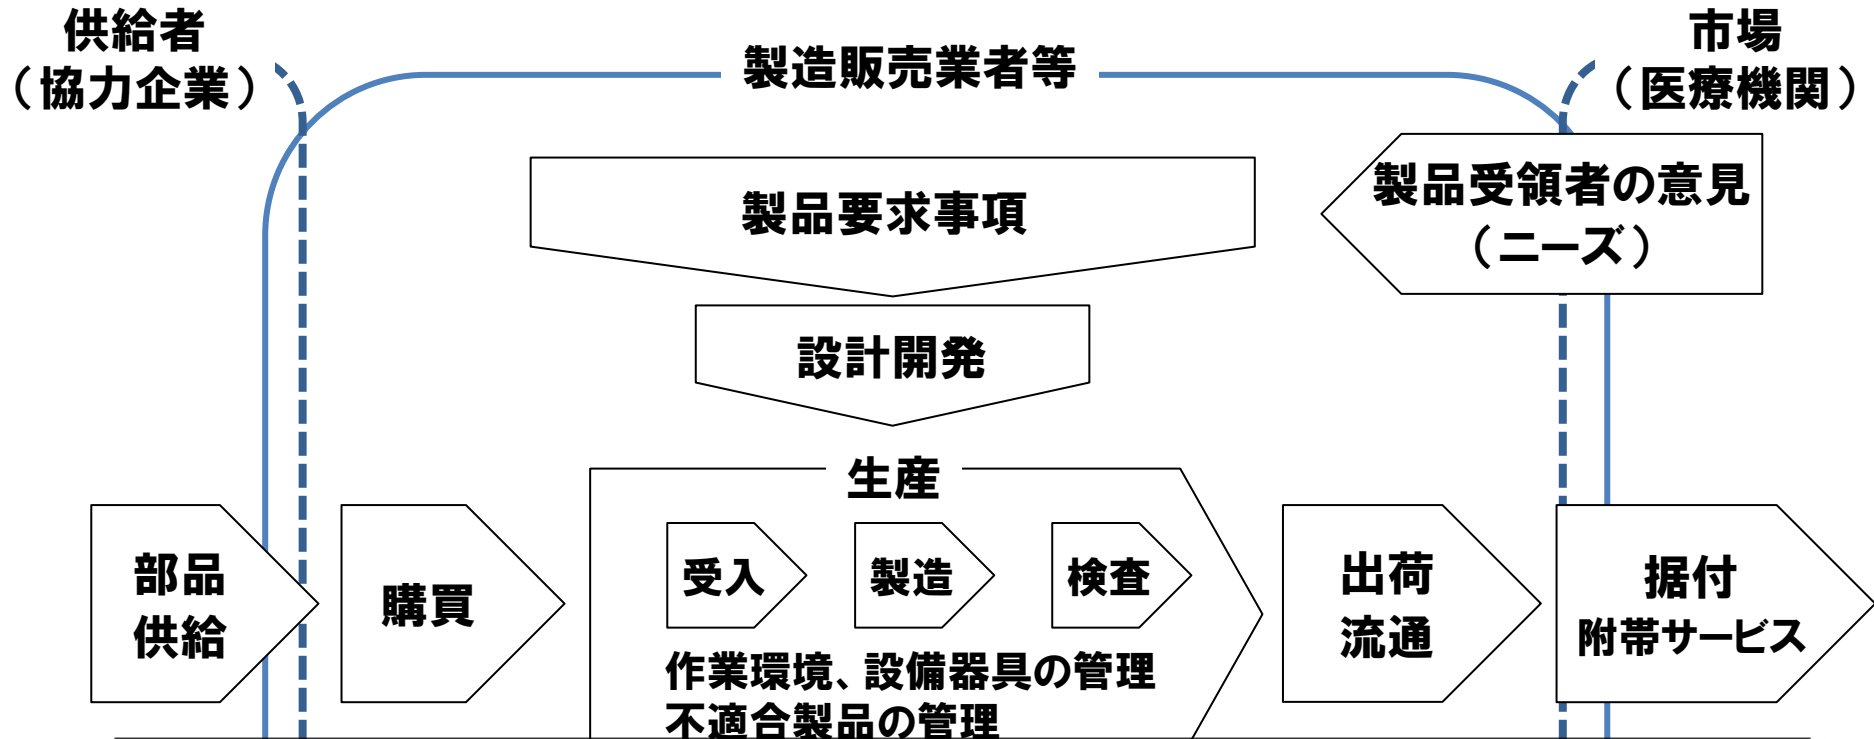 供給者
（協力企業）
製造販売業者等
市場
（医療機関）
製品要求事項
製品受領者の意見
（ニーズ）
設計開発
生産
部品
供給
購買
受入
製造
検査
作業環境、設備器具の管理
不適合製品の管理
出荷
流通
据付
附帯サービス